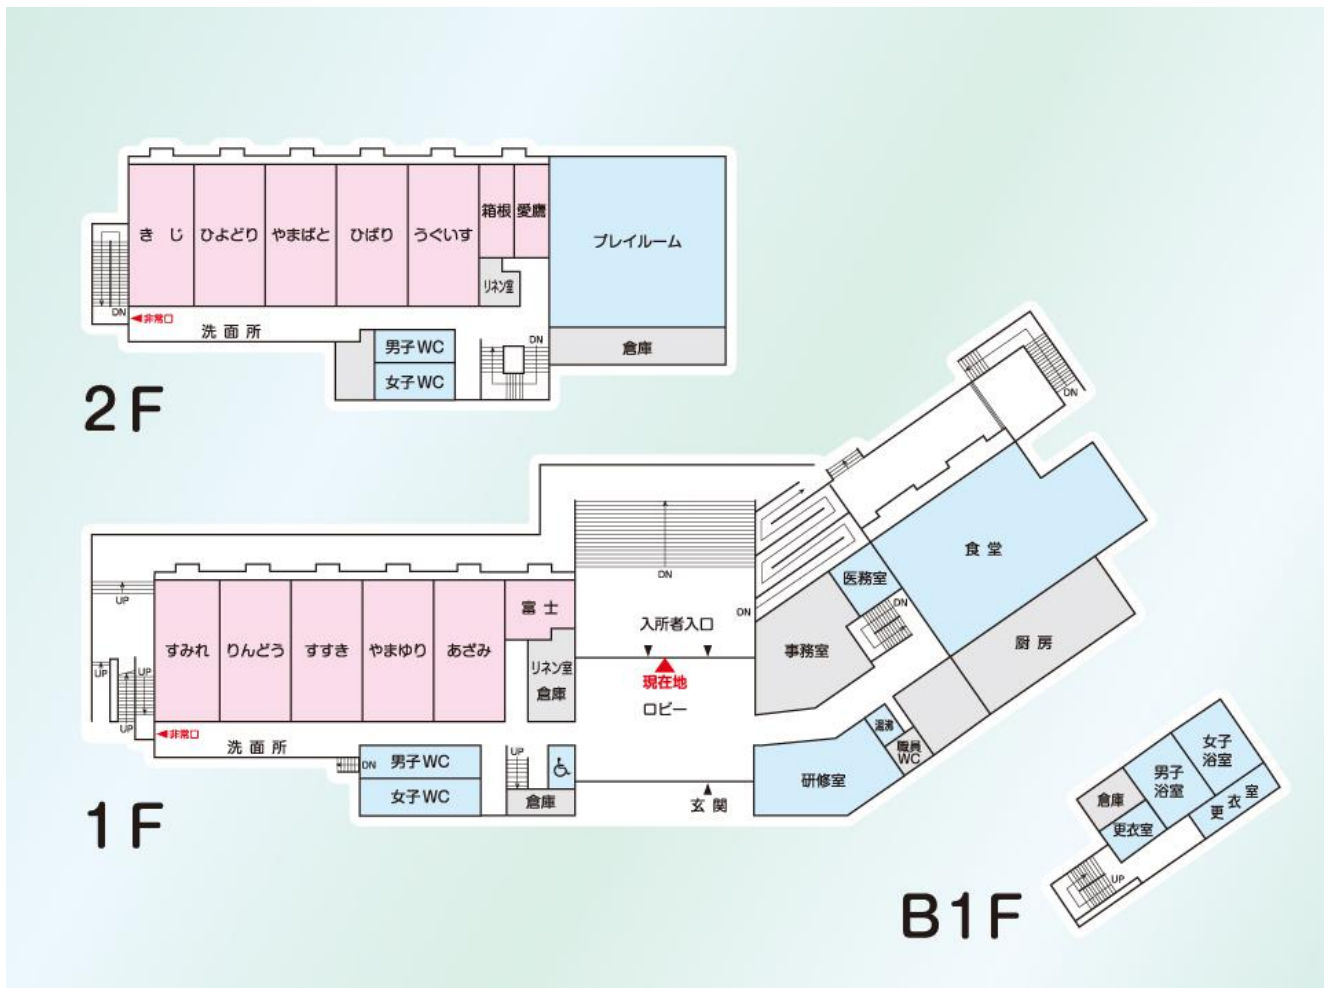 き じ
ひよどり
やまばと
ひばり
うぐいす
箱根
愛鷹
プレイルーム
リネン室
DN
非常口
洗 面 所
男子WC
女子WC
DN
倉庫
2F
DN
UP
UP
UP
UP
すみれ
りんどう
すすき
やまゆり
あざみ
富 士
リネン室
倉庫
非常口
洗 面 所
DN
男子WC
女子WC
UP
倉庫
DN
入所者入口
現在地
ロビー
玄 関
DN
医務室
事務室
DN
食 堂
厨 房
湯沸
職員
WC
研修室
1F
女子
浴室
男子
浴室
倉庫
更衣室
更 衣 室
UP
B1F